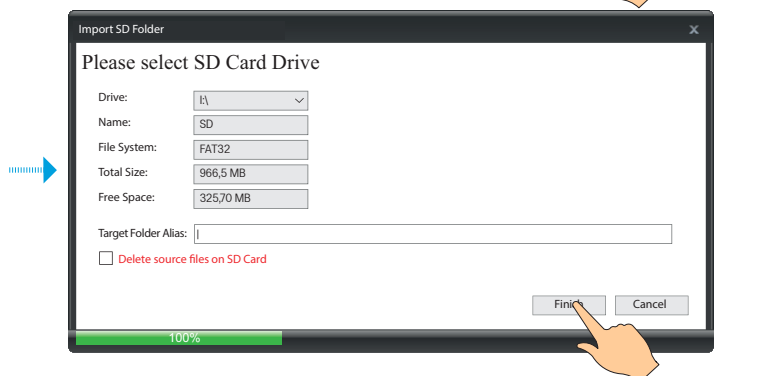 Import SD Folder x
Please select SD Card Drive
Drive: I:\
Name: SD
File System: FAT32
Total Size: 966,5 MB
Free Space: 325,70 MB
Target Folder Alias:
Delete source files on SD Card
Finish Cancel
100%